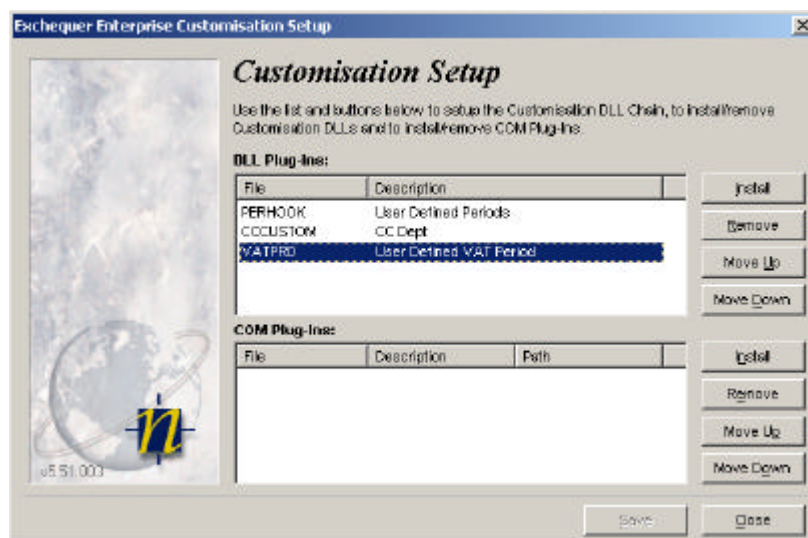 Exchequer Enterprise Customisation Setup
Customisation Setup
Use the list and buttons below to setup the Customisation DLL Chain, to install/remove
Customisation DLLs and to install/remove COM Plug-Ins.
DLL Plug-Ins:
File Description
Install
PERHOOK User Defined Periods
CCCUSTOM CC Dept
Remove
VATPRD User Defined VAT Period
Move Up
Move Down
COM Plug-Ins:
File Description Path
Install
Remove
Move Up
Move Down
n
v5.51.003
Save Close